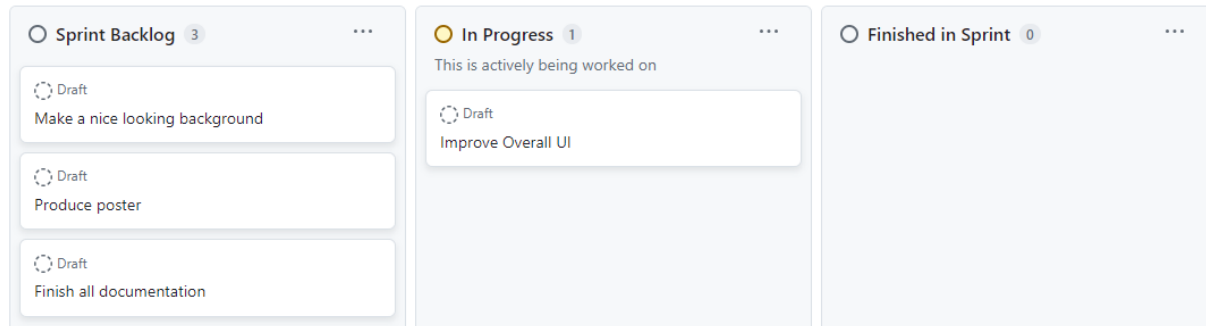 Sprint Backlog 3 ...
Draft
Make a nice looking background
Draft
Produce poster
Draft
Finish all documentation
In Progress 1 ...
This is actively being worked on
Draft
Improve Overall UI
Finished in Sprint 0 ...